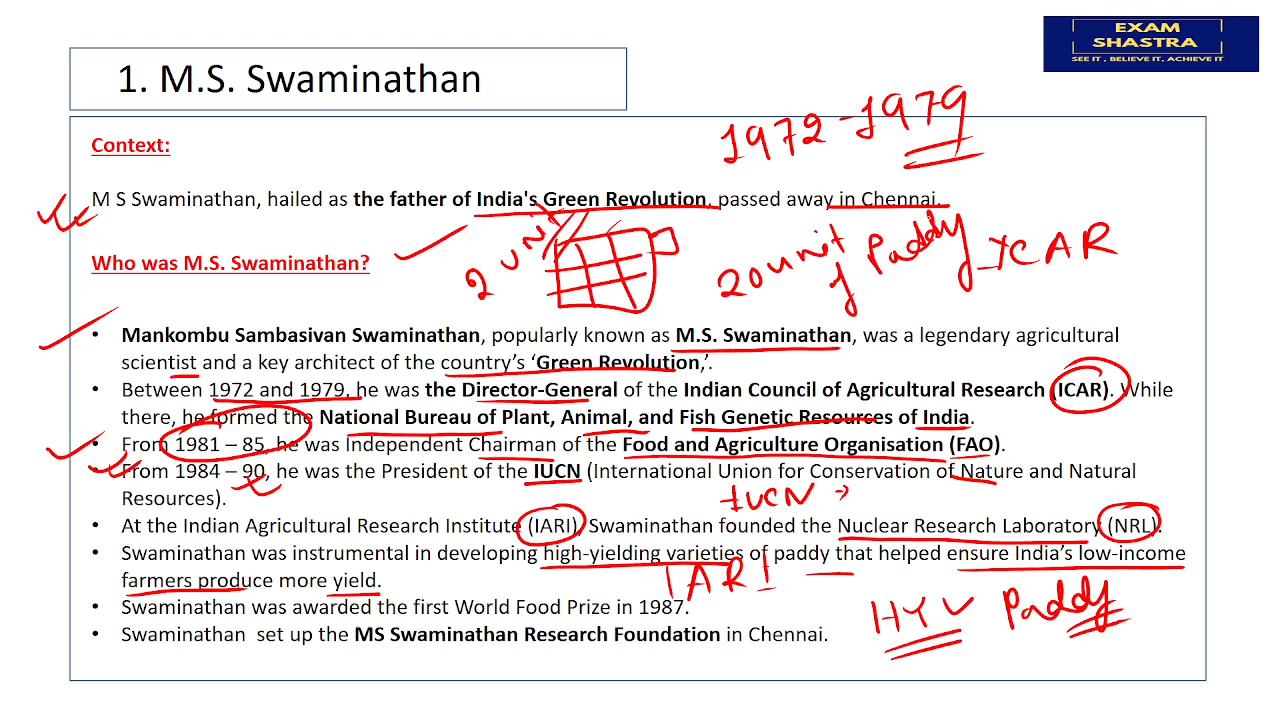 EXAM
SHASTRA
SEE IT , BELIEVE IT, ACHIEVE IT
1. M.S. Swaminathan
1972 - 1979
Context:
M S Swaminathan, hailed as the father of India's Green Revolution, passed away in Chennai.
2 UNIT
20 unit of Paddy
ICAR
Who was M.S. Swaminathan?
• Mankombu Sambasivan Swaminathan, popularly known as M.S. Swaminathan, was a legendary agricultural
scientist and a key architect of the country's ‘Green Revolution,’.
• Between 1972 and 1979, he was the Director-General of the Indian Council of Agricultural Research (ICAR). While
there, he formed the National Bureau of Plant, Animal, and Fish Genetic Resources of India.
• From 1981 – 85, he was Independent Chairman of the Food and Agriculture Organisation (FAO).
• From 1984 – 90, he was the President of the IUCN (International Union for Conservation of Nature and Natural
Resources).
IUCN
• At the Indian Agricultural Research Institute (IARI), Swaminathan founded the Nuclear Research Laboratory (NRL).
• Swaminathan was instrumental in developing high-yielding varieties of paddy that helped ensure India's low-income
farmers produce more yield.
IARI
HYV Paddy
• Swaminathan was awarded the first World Food Prize in 1987.
• Swaminathan set up the MS Swaminathan Research Foundation in Chennai.